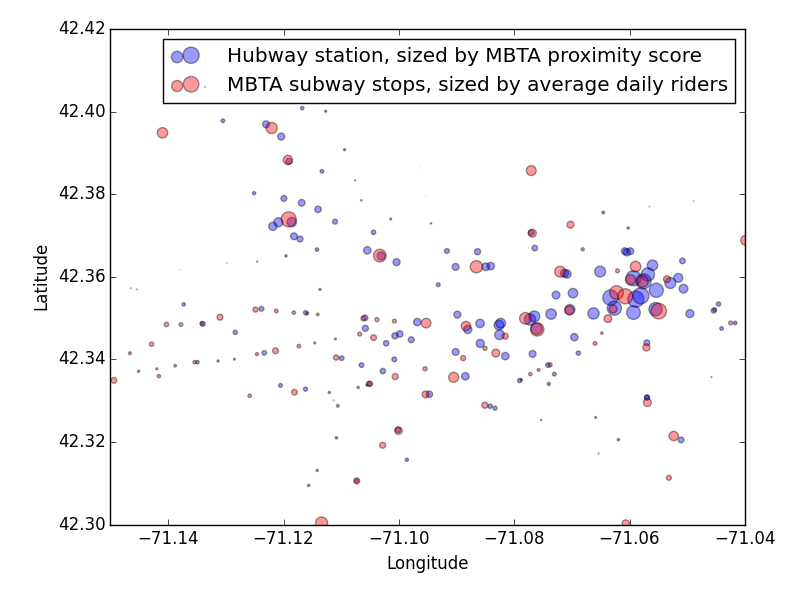 42.42
Hubway station, sized by MBTA proximity score
MBTA subway stops, sized by average daily riders
42.40
42.38
42.36
42.34
42.32
42.30
Latitude
−71.14 −71.12 −71.10 −71.08 −71.06 −71.04
Longitude